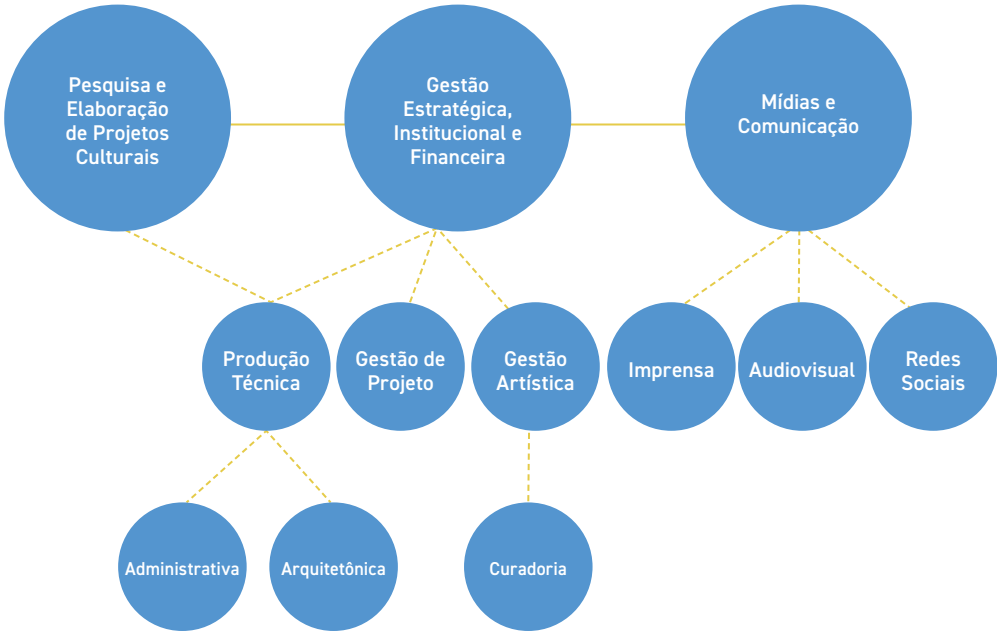 Pesquisa e
Elaboração
de Projetos
Culturais
Gestão
Estratégica,
Institucional e
Financeira
Mídias e
Comunicação
Produção
Técnica
Gestão de
Projeto
Gestão
Artística
Imprensa
Audiovisual
Redes
Sociais
Administrativa
Arquitetônica
Curadoria